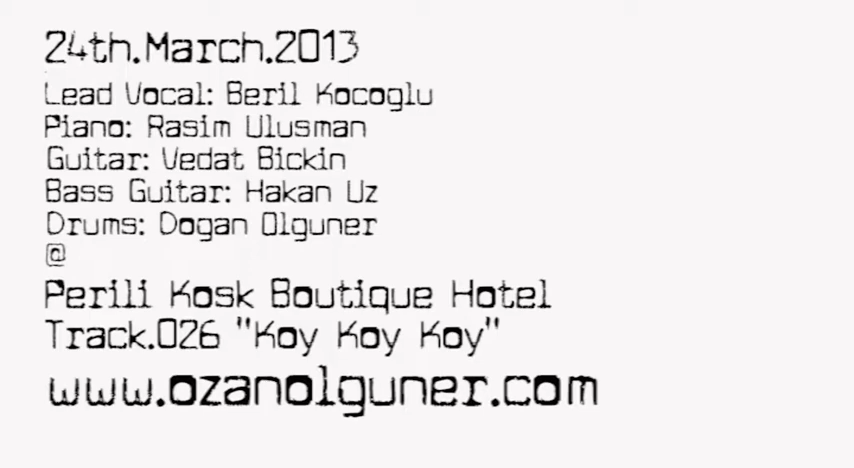 24th.March.2013
Lead Vocal: Beril Kocoglu
Piano: Rasim Ulusman
Guitar: Vedat Bickin
Bass Guitar: Hakan Uz
Drums: Dogan Olguner
@
Perili Kosk Boutique Hotel
Track.026 "Koy Koy Koy"
www.ozanolguner.com